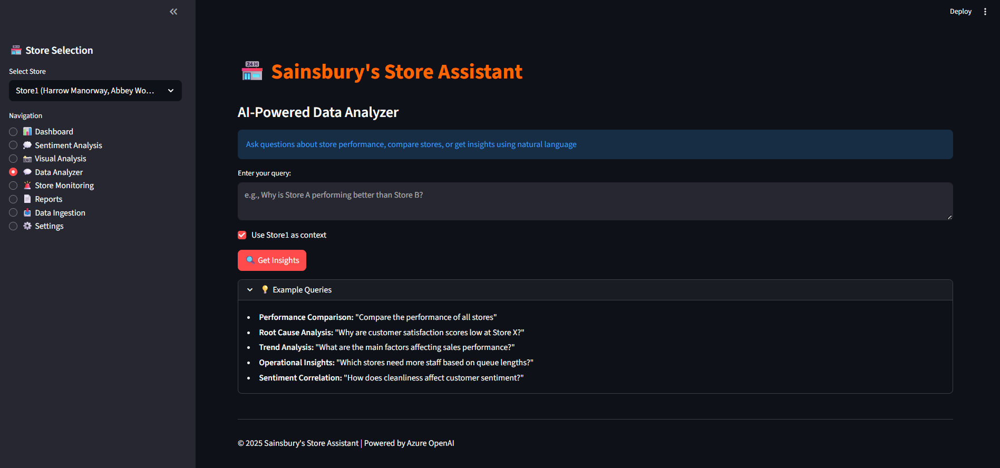 Deploy
Store Selection
Select Store
Store1 (Harrow Manorway, Abbey Wo...
Navigation
Dashboard
Sentiment Analysis
Visual Analysis
Data Analyzer
Store Monitoring
Reports
Data Ingestion
Settings
24 H Sainsbury's Store Assistant
AI-Powered Data Analyzer
Ask questions about store performance, compare stores, or get insights using natural language
Enter your query:
e.g., Why is Store A performing better than Store B?
Use Store1 as context
Get Insights
Example Queries
• Performance Comparison: "Compare the performance of all stores"
• Root Cause Analysis: "Why are customer satisfaction scores low at Store X?"
• Trend Analysis: "What are the main factors affecting sales performance?"
• Operational Insights: "Which stores need more staff based on queue lengths?"
• Sentiment Correlation: "How does cleanliness affect customer sentiment?"
© 2025 Sainsbury's Store Assistant | Powered by Azure OpenAI